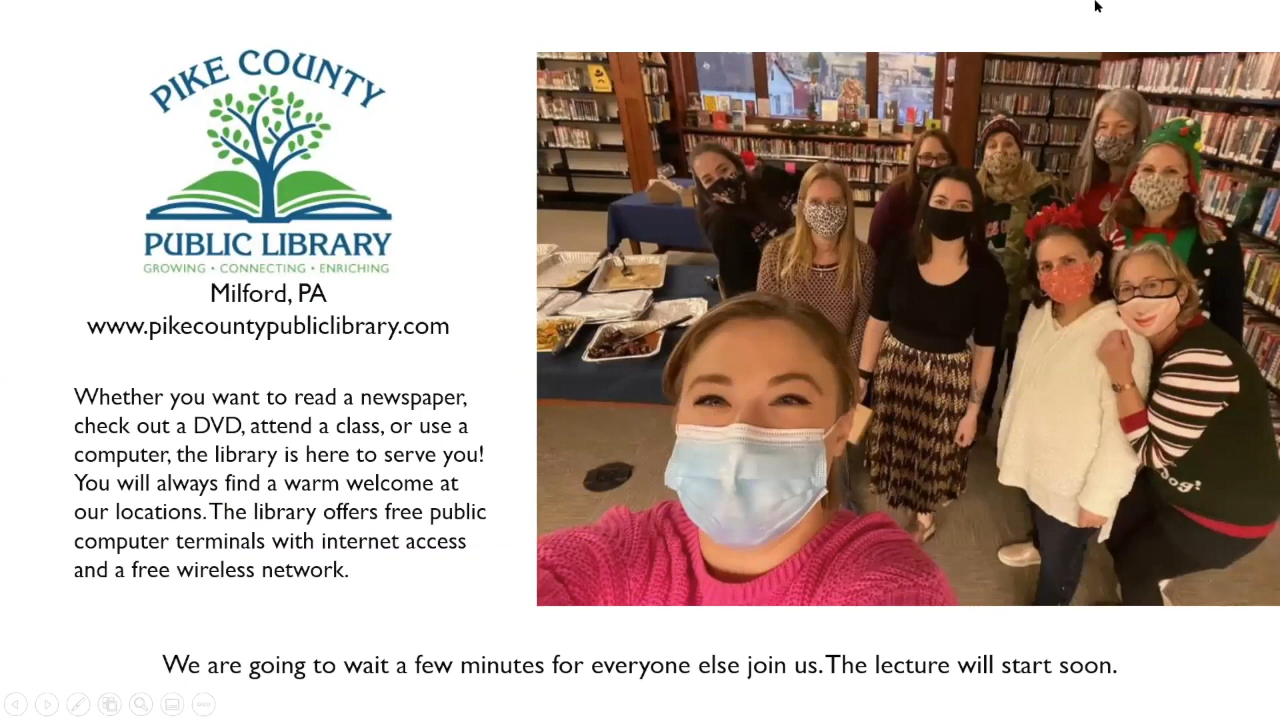 PIKE COUNTY
PUBLIC LIBRARY
GROWING • CONNECTING • ENRICHING
Milford, PA
www.pikecountypubliclibrary.com
Whether you want to read a newspaper,
check out a DVD, attend a class, or use a
computer, the library is here to serve you!
You will always find a warm welcome at
our locations. The library offers free public
computer terminals with internet access
and a free wireless network.
We are going to wait a few minutes for everyone else join us. The lecture will start soon.